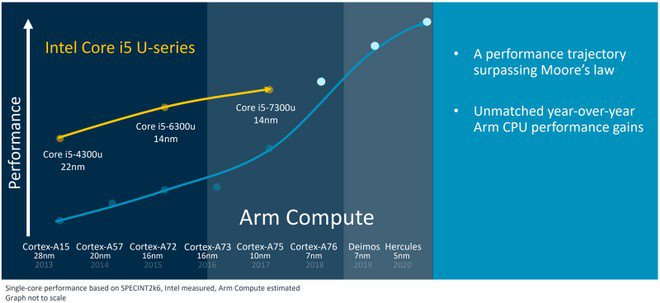 Intel Core i5 U-series
Performance
Core i5-4300u
22nm
Core i5-6300u
14nm
Core i5-7300u
14nm
Arm Compute
Cortex-A15 Cortex-A57 Cortex-A72 Cortex-A73 Cortex-A75 Cortex-A76 Deimos Hercules
28nm 20nm 16nm 16nm 10nm 7nm 7nm 5nm
2013 2014 2015 2016 2017 2018 2019 2020
• A performance trajectory
surpassing Moore's law
• Unmatched year-over-year
Arm CPU performance gains
Single-core performance based on SPECINT2k6, Intel measured, Arm Compute estimated
Graph not to scale